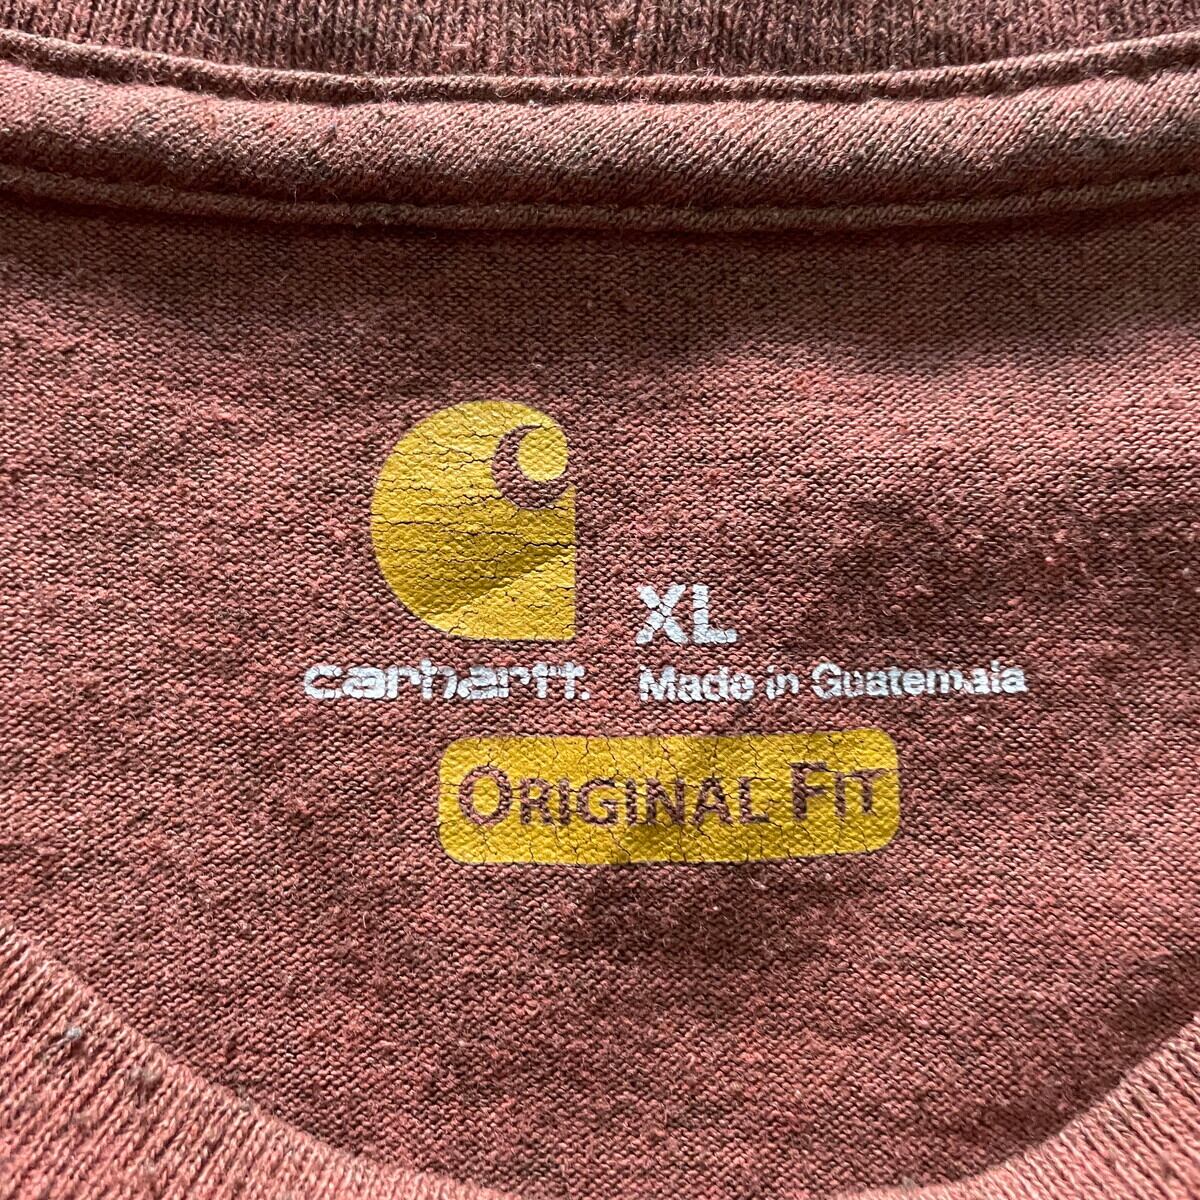 XL
carhartt.
Made in Guatemala
ORIGINAL FIT